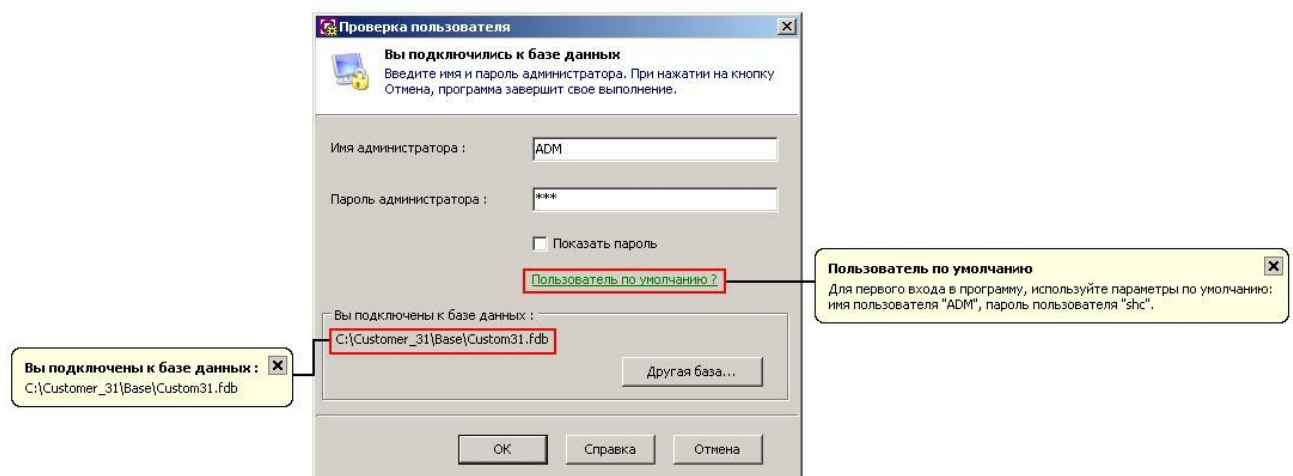 Проверка пользователя
Вы подключились к базе данных
Введите имя и пароль администратора. При нажатии на кнопку
Отмена, программа завершит свое выполнение.
Имя администратора :
ADM
Пароль администратора :
***
Показать пароль
Пользователь по умолчанию ?
Пользователь по умолчанию
Для первого входа в программу, используйте параметры по умолчанию:
имя пользователя "ADM", пароль пользователя "shc".
Вы подключены к базе данных :
C:\Customer_31\Base\Custom31.fdb
Вы подключены к базе данных :
C:\Customer_31\Base\Custom31.fdb
Другая база...
OK
Справка
Отмена